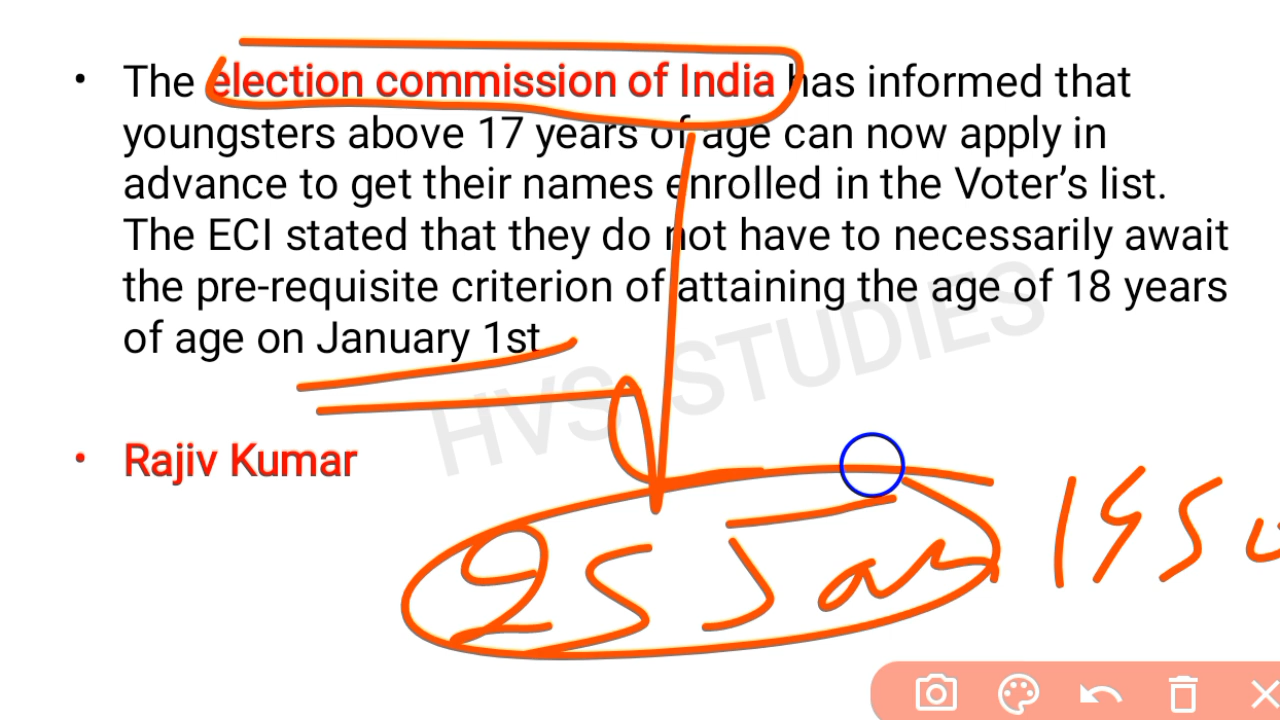 • The election commission of India has informed that
youngsters above 17 years of age can now apply in
advance to get their names enrolled in the Voter’s list.
The ECI stated that they do not have to necessarily await
the pre-requisite criterion of attaining the age of 18 years
of age on January 1st
HVS STUDIES
• Rajiv Kumar
25 Jan 1950